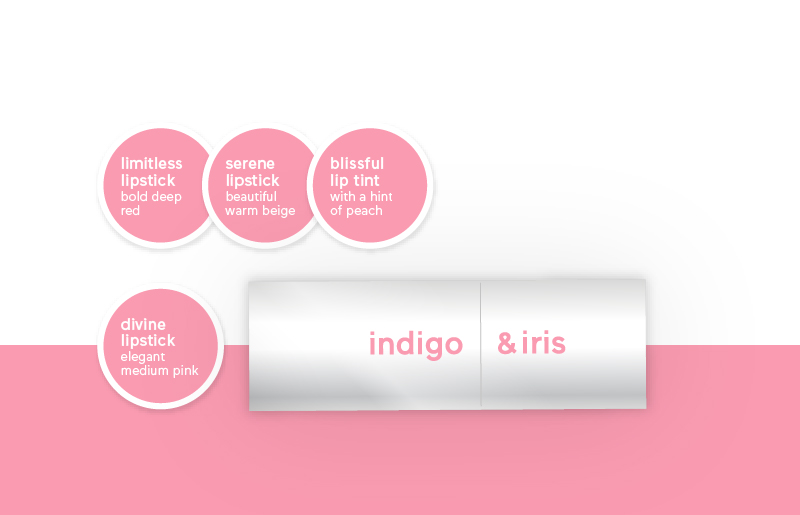 limitless
lipstick
bold deep
red
serene
lipstick
beautiful
warm beige
blissful
lip tint
with a hint
of peach
divine
lipstick
elegant
medium pink
indigo & iris